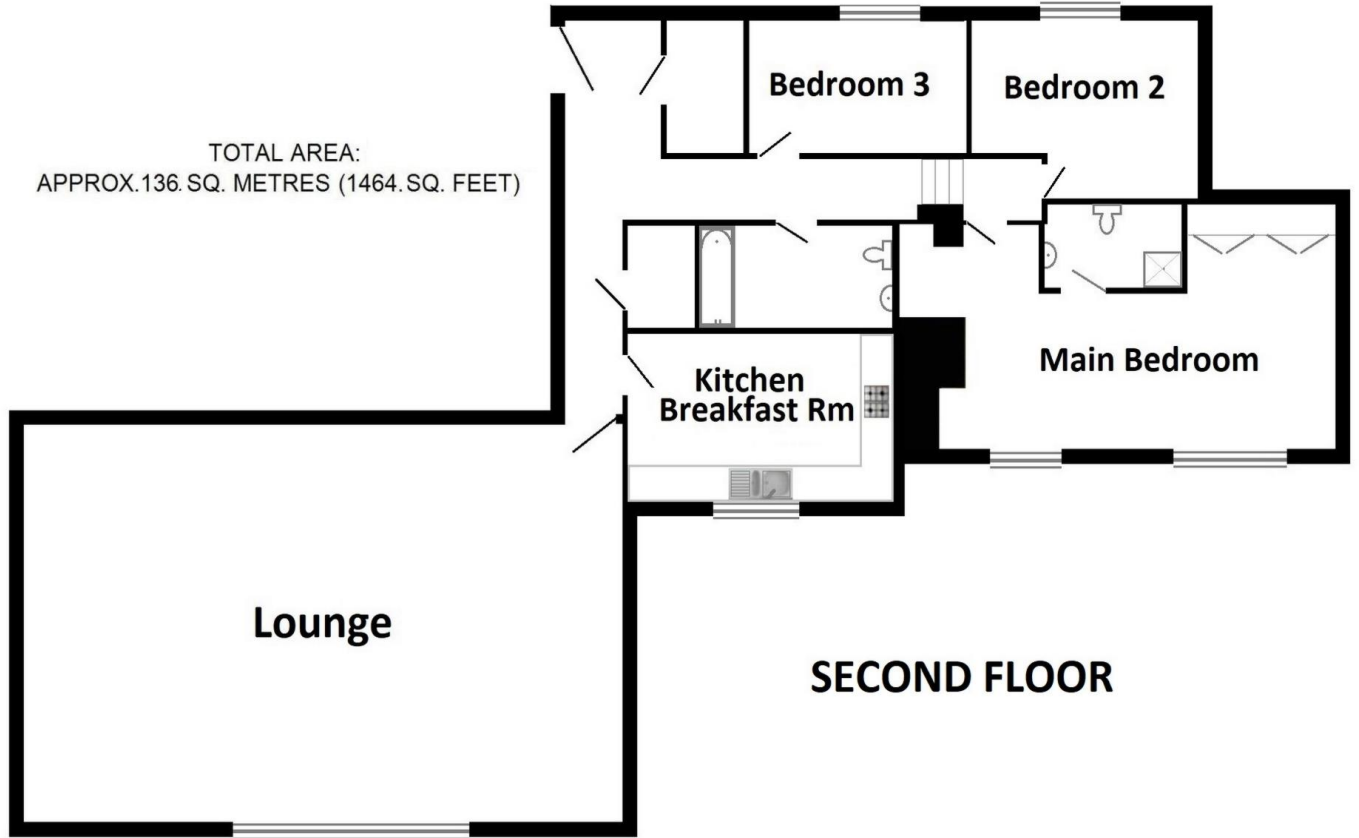 Bedroom 3
Bedroom 2
TOTAL AREA:
APPROX.136.SQ. METRES (1464.SQ. FEET)
Main Bedroom
Kitchen
Breakfast Rm
Lounge
SECOND FLOOR